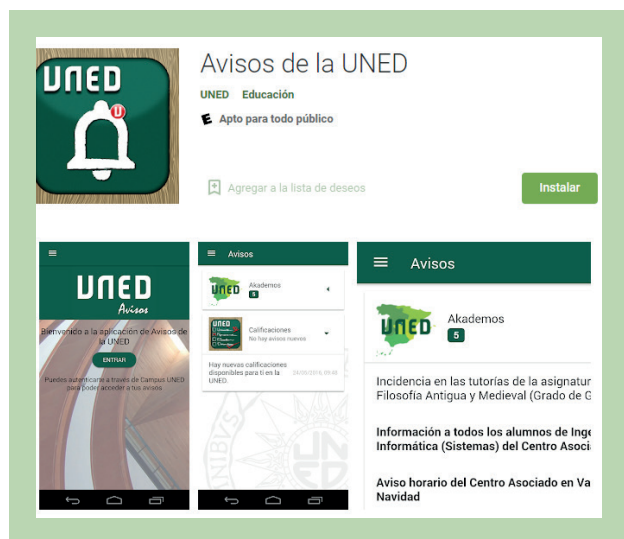 UNED
U
Avisos de la UNED
UNED Educación
E Apto para todo público
Agregar a la lista de deseos
Instalar
UNED
Avisos
Bienvenido a la aplicación de Avisos de
la UNED
ENTRAR
Puedes autenticarte a través de Campus UNED
para poder acceder a tus avisos.
Avisos
UNED
Akademos
5
UNED
Calificaciones
No hay avisos nuevos
Hay nuevas calificaciones
disponibles para ti en la
UNED.
Avisos
UNED
Akademos
5
Incidencia en las tutorías de la asignatur
Filosofía Antigua y Medieval (Grado de G
Información a todos los alumnos de Inge
Informática (Sistemas) del Centro Asoci
Aviso horario del Centro Asociado en Va
Navidad